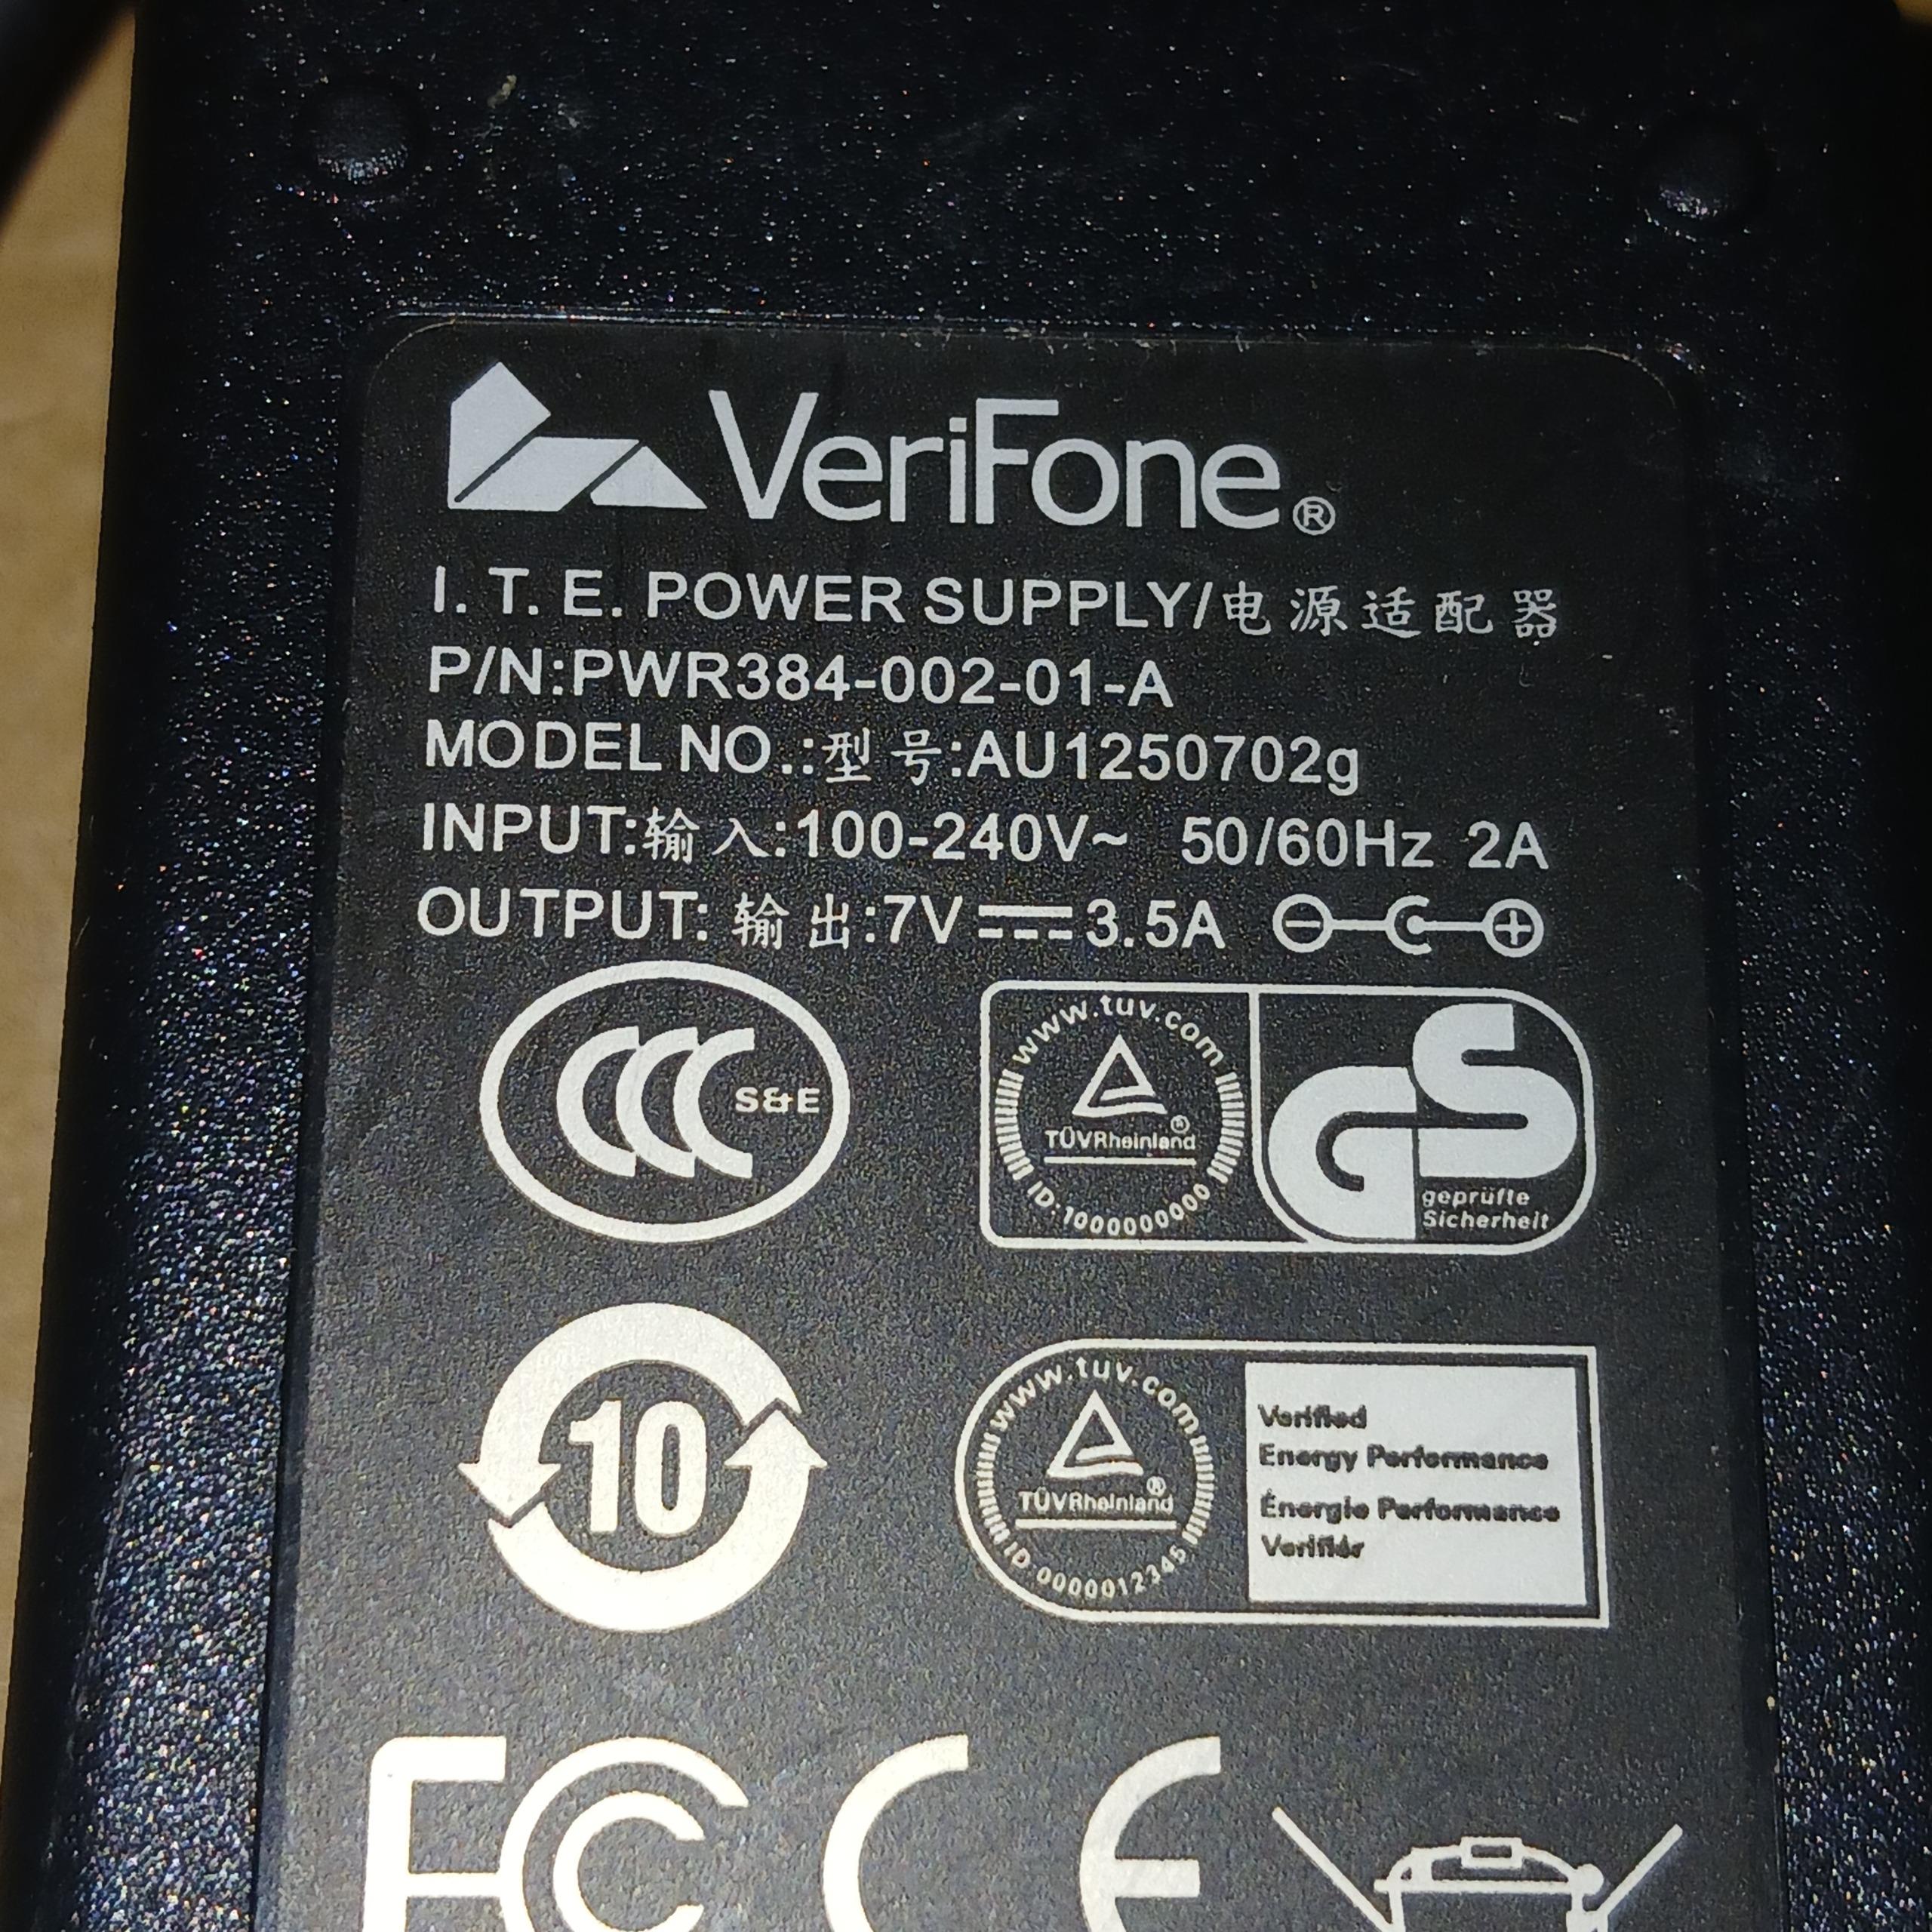 VeriFone®
I.T.E. POWER SUPPLY/电源适配器
P/N:PWR384-002-01-A
MODEL NO.:型号:AU1250702g
INPUT:输入:100-240V~ 50/60Hz 2A
OUTPUT: 输出:7V⎓3.5A
CCC S&E
www.tuv.com
TÜVRheinland®
ID:1000000000
GS
geprüfte
Sicherheit
10
www.tuv.com
TÜVRheinland®
ID 0000012345
Verified
Energy Performance
Énergie Performance
Verifiér
FC CE